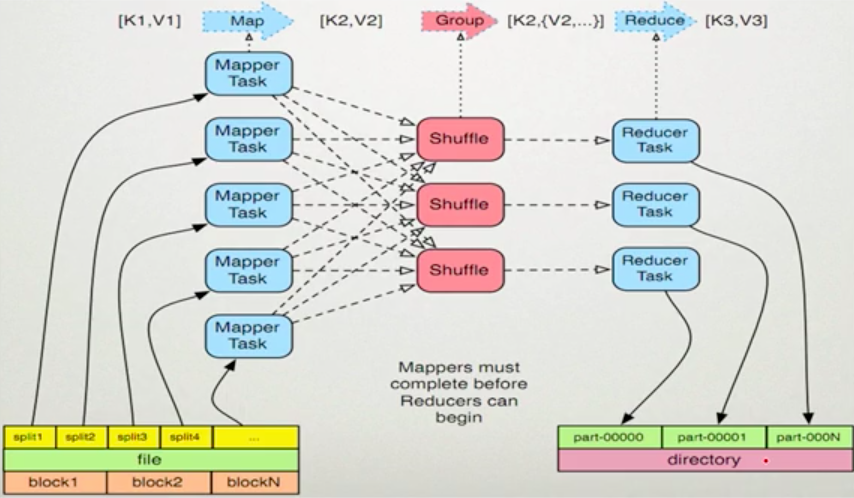 [K1,V1] Map [K2,V2] Group [K2,{V2,...}] Reduce [K3,V3]
Mapper
Task
Mapper
Task
Mapper
Task
Mapper
Task
Mapper
Task
Shuffle
Shuffle
Shuffle
Reducer
Task
Reducer
Task
Reducer
Task
Mappers must
complete before
Reducers can
begin
split1 split2 split3 split4 ...
file
block1 block2 blockN
part-00000 part-00001 part-000N
directory